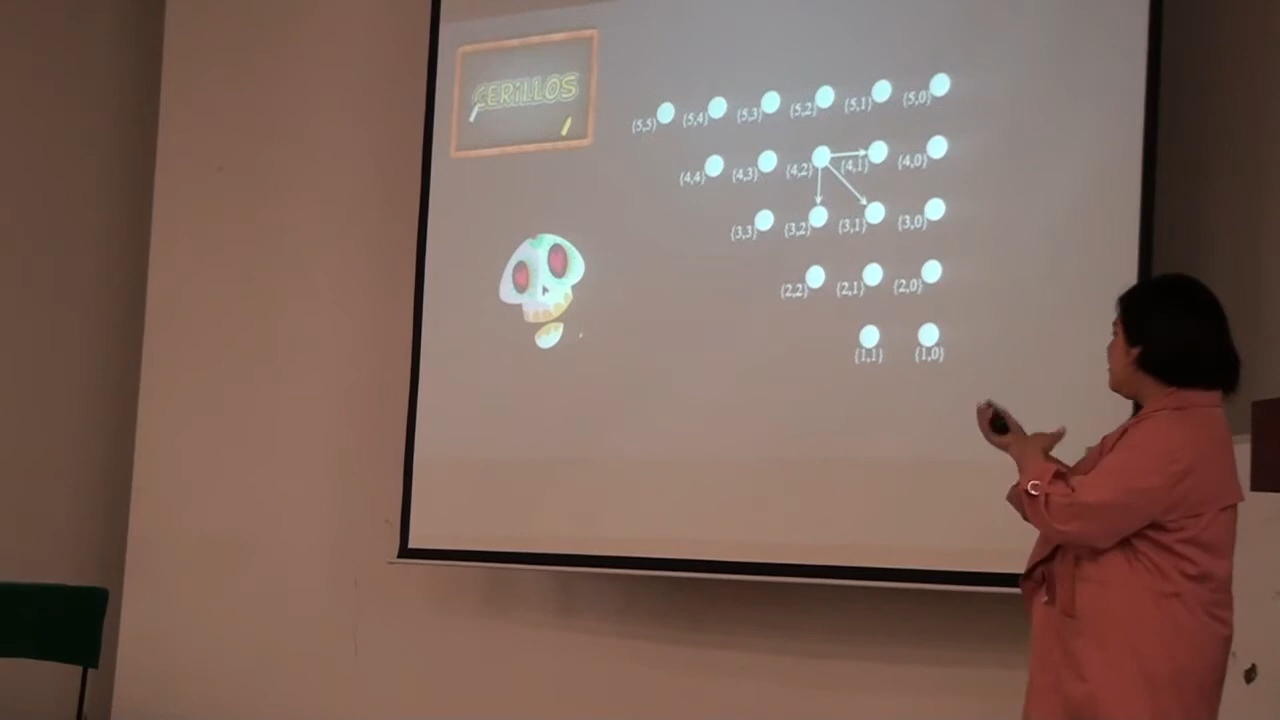 CERILLOS
{5,5} {5,4} {5,3} {5,2} {5,1} {5,0}
{4,4} {4,3} {4,2} {4,1} {4,0}
{3,3} {3,2} {3,1} {3,0}
{2,2} {2,1} {2,0}
{1,1} {1,0}